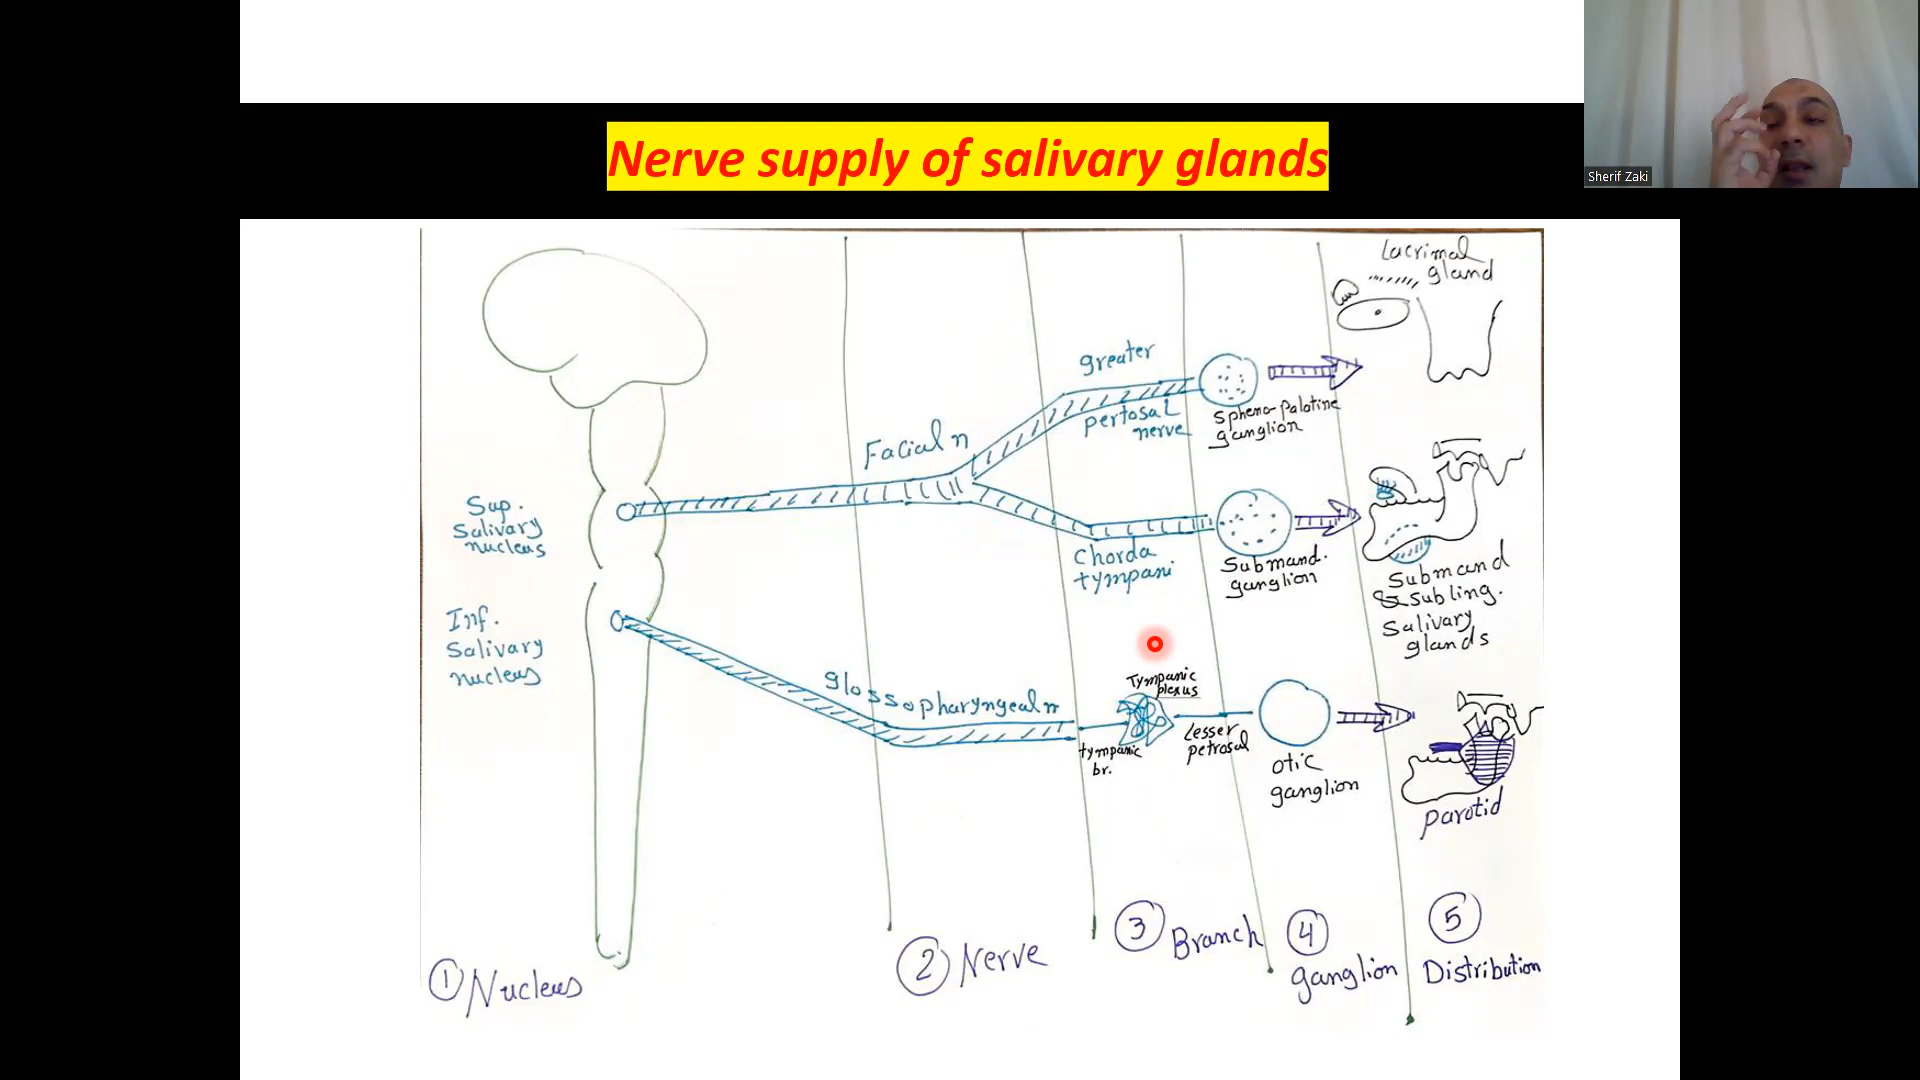 Nerve supply of salivary glands
Sherif Zaki
Lacrimal
gland
greater
pertosal
nerve
Spheno-palatine
ganglion
Facial n
Sup.
Salivary
nucleus
Chorda
tympani
Submand.
ganglion
Submand
& subling.
Salivary
glands
Inf.
Salivary
nucleus
glossopharyngeal n
Tympanic
plexus
tympanic
br.
Lesser
petrosal
otic
ganglion
parotid
1 Nucleus
2 Nerve
3 Branch
4
ganglion
5
Distribution